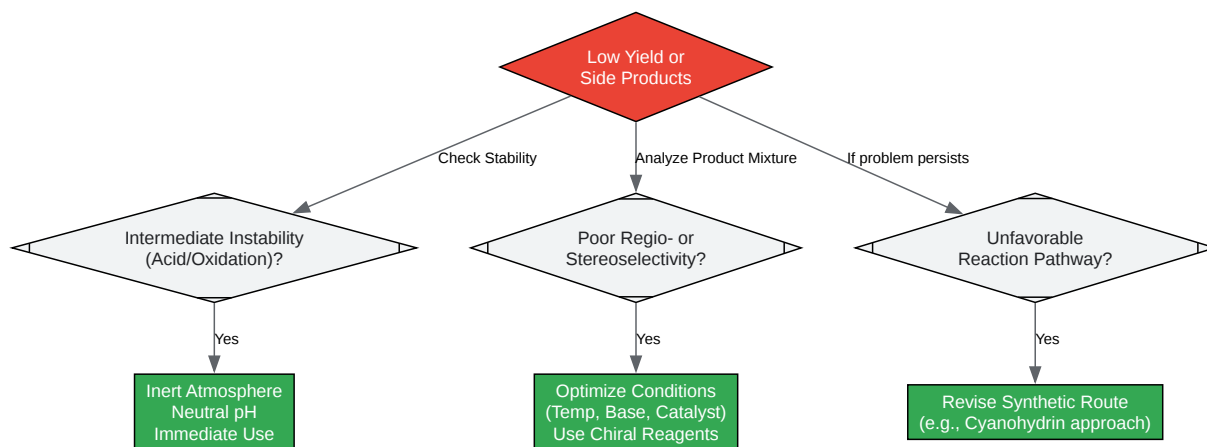 Low Yield or
Side Products
Check Stability
Analyze Product Mixture
If problem persists
Intermediate Instability
(Acid/Oxidation)?
Poor Regio- or
Stereoselectivity?
Unfavorable
Reaction Pathway?
Yes
Yes
Yes
Inert Atmosphere
Neutral pH
Immediate Use
Optimize Conditions
(Temp, Base, Catalyst)
Use Chiral Reagents
Revise Synthetic Route
(e.g., Cyanohydrin approach)